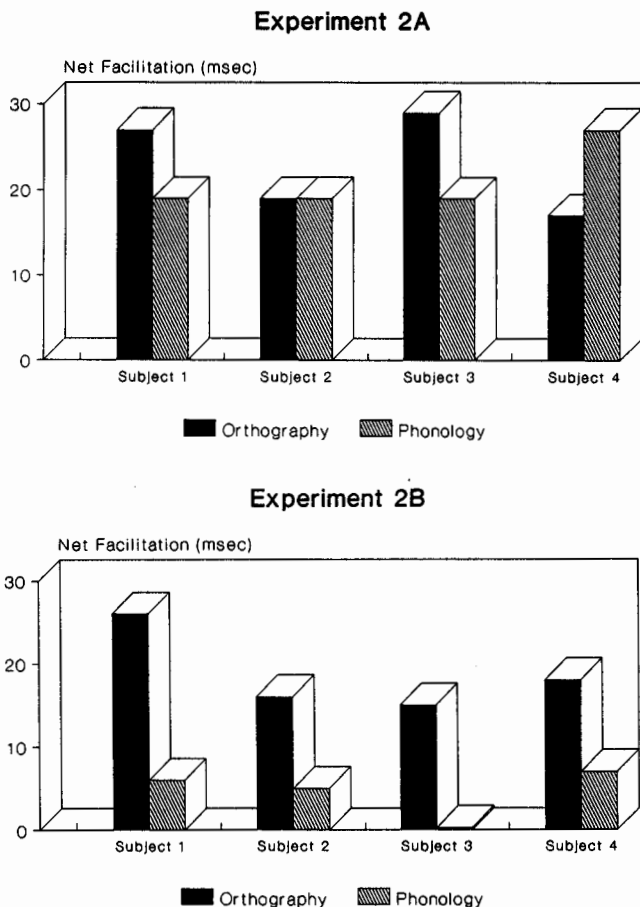 Experiment 2A
Net Facilitation (msec)
30
20
10
0
Subject 1 Subject 2 Subject 3 Subject 4
Orthography Phonology
Experiment 2B
Net Facilitation (msec)
30
20
10
0
Subject 1 Subject 2 Subject 3 Subject 4
Orthography Phonology